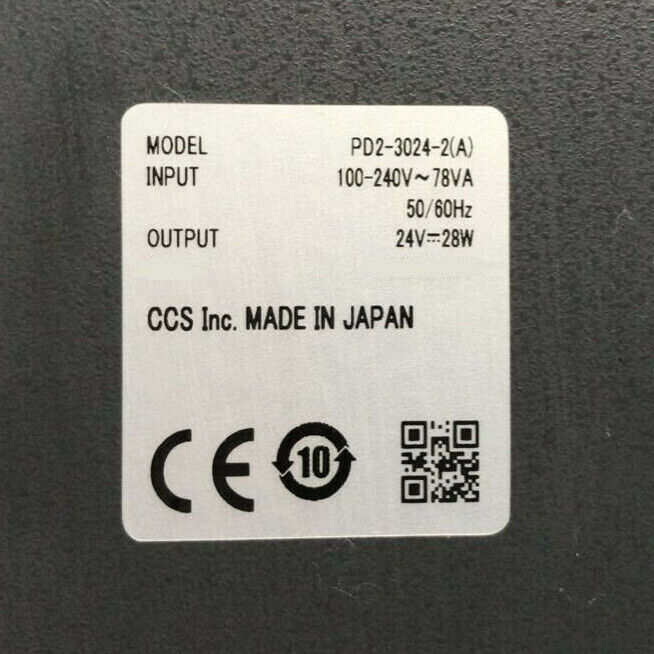 MODEL PD2-3024-2(A)
INPUT 100-240V～78VA
50/60Hz
OUTPUT 24V⎓28W
CCS Inc. MADE IN JAPAN
CE 10